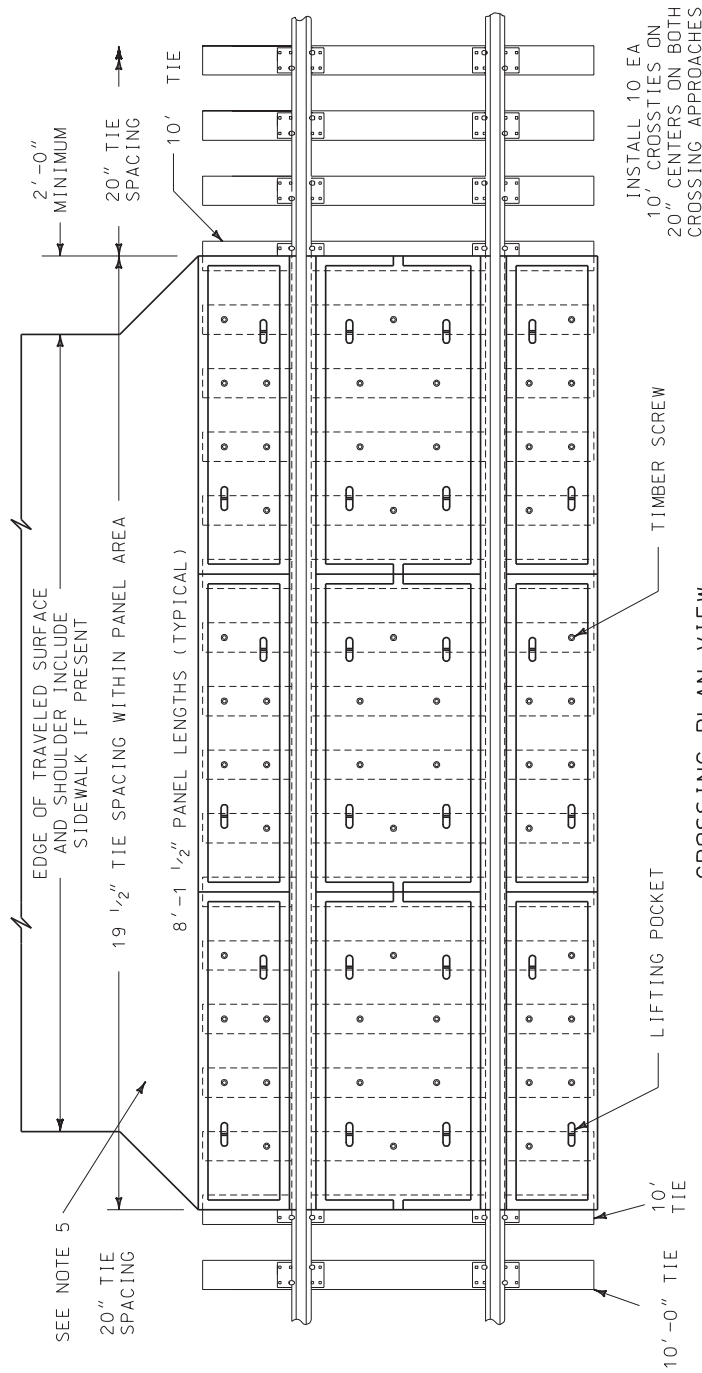 EDGE OF TRAVELED SURFACE
AND SHOULDER INCLUDE
SIDEWALK IF PRESENT
2'-0"
MINIMUM
SEE NOTE 5
19 1/2" TIE SPACING WITHIN PANEL AREA
20" TIE
SPACING
20" TIE
SPACING
8'-1 1/2" PANEL LENGTHS (TYPICAL)
10' TIE
10'-0" TIE
10'
TIE
LIFTING POCKET
TIMBER SCREW
INSTALL 10 EA
10' CROSSTIES ON
20" CENTERS ON BOTH
CROSSING APPROACHES